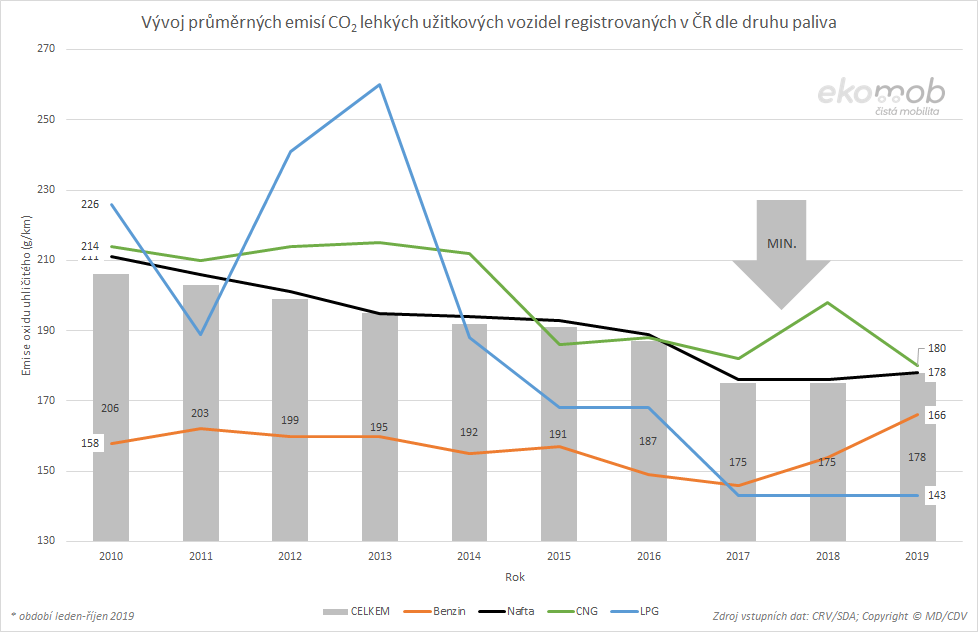 Vývoj průměrných emisí CO2 lehkých užitkových vozidel registrovaných v ČR dle druhu paliva
270
250
230
210
190
170
150
130
Emise oxidu uhličitého (g/km)
ekomob
čistá mobilita
MIN.
226
214
211
158
206
203
199
195
192
191
187
175
175
178
180
178
166
143
2010 2011 2012 2013 2014 2015 2016 2017 2018 2019
Rok
CELKEM Benzin Nafta CNG LPG
* období leden-říjen 2019
Zdroj vstupních dat: CRV/SDA; Copyright © MD/CDV